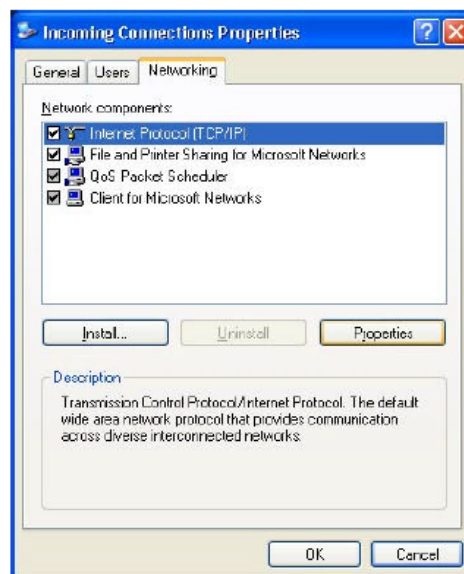 Incoming Connections Properties
General Users Networking
Network components:
Internet Protocol (TCP/IP)
File and Printer Sharing for Microsoft Networks
QoS Packet Scheduler
Client for Microsoft Networks
Install... Uninstall Properties
Description
Transmission Control Protocol/Internet Protocol. The default
wide area network protocol that provides communication
across diverse interconnected networks.
OK Cancel